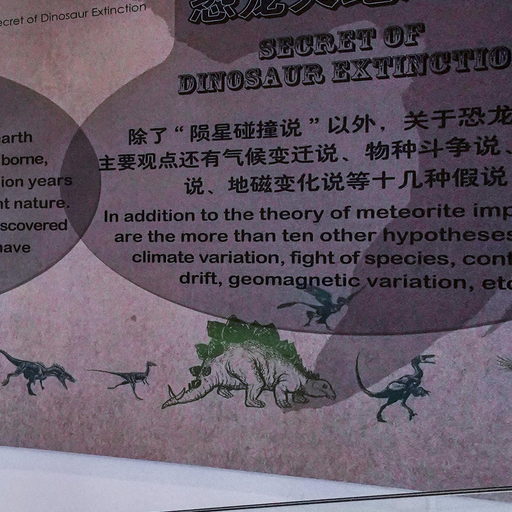 ecret of Dinosaur Extinction
SECRET OF
DINOSAUR EXTINCTIO
除了“陨星碰撞说”以外，关于恐龙
主要观点还有气候变迁说、物种斗争说、
说、地磁变化说等十几种假说
In addition to the theory of meteorite imp
are the more than ten other hypotheses
climate variation, fight of species, cont
drift, geomagnetic variation, etc
arth
borne,
ion years
nt nature.
scovered
have